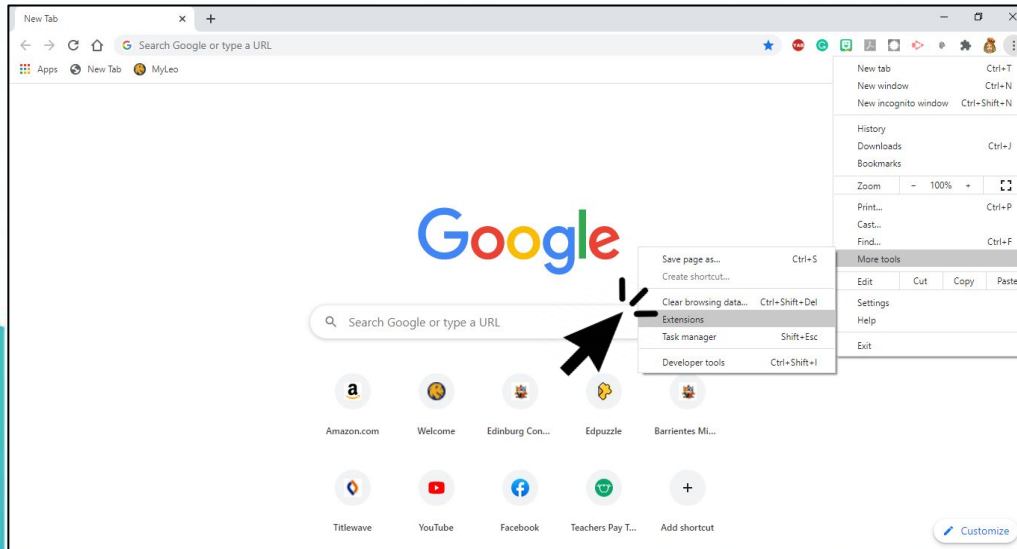 New Tab
Search Google or type a URL
YAB
Apps New Tab MyLeo
New tab Ctrl+T
New window Ctrl+N
New incognito window Ctrl+Shift+N
History
Downloads Ctrl+J
Bookmarks
Zoom - 100% +
Print... Ctrl+P
Cast...
Find... Ctrl+F
More tools
Edit Cut Copy Paste
Settings
Help
Exit
Save page as... Ctrl+S
Create shortcut...
Clear browsing data... Ctrl+Shift+Del
Extensions
Task manager Shift+Esc
Developer tools Ctrl+Shift+I
Google
Search Google or type a URL
Amazon.com Welcome Edinburg Con... Edpuzzle Barrientes Mi...
Titlewave YouTube Facebook Teachers Pay T... Add shortcut
Customize